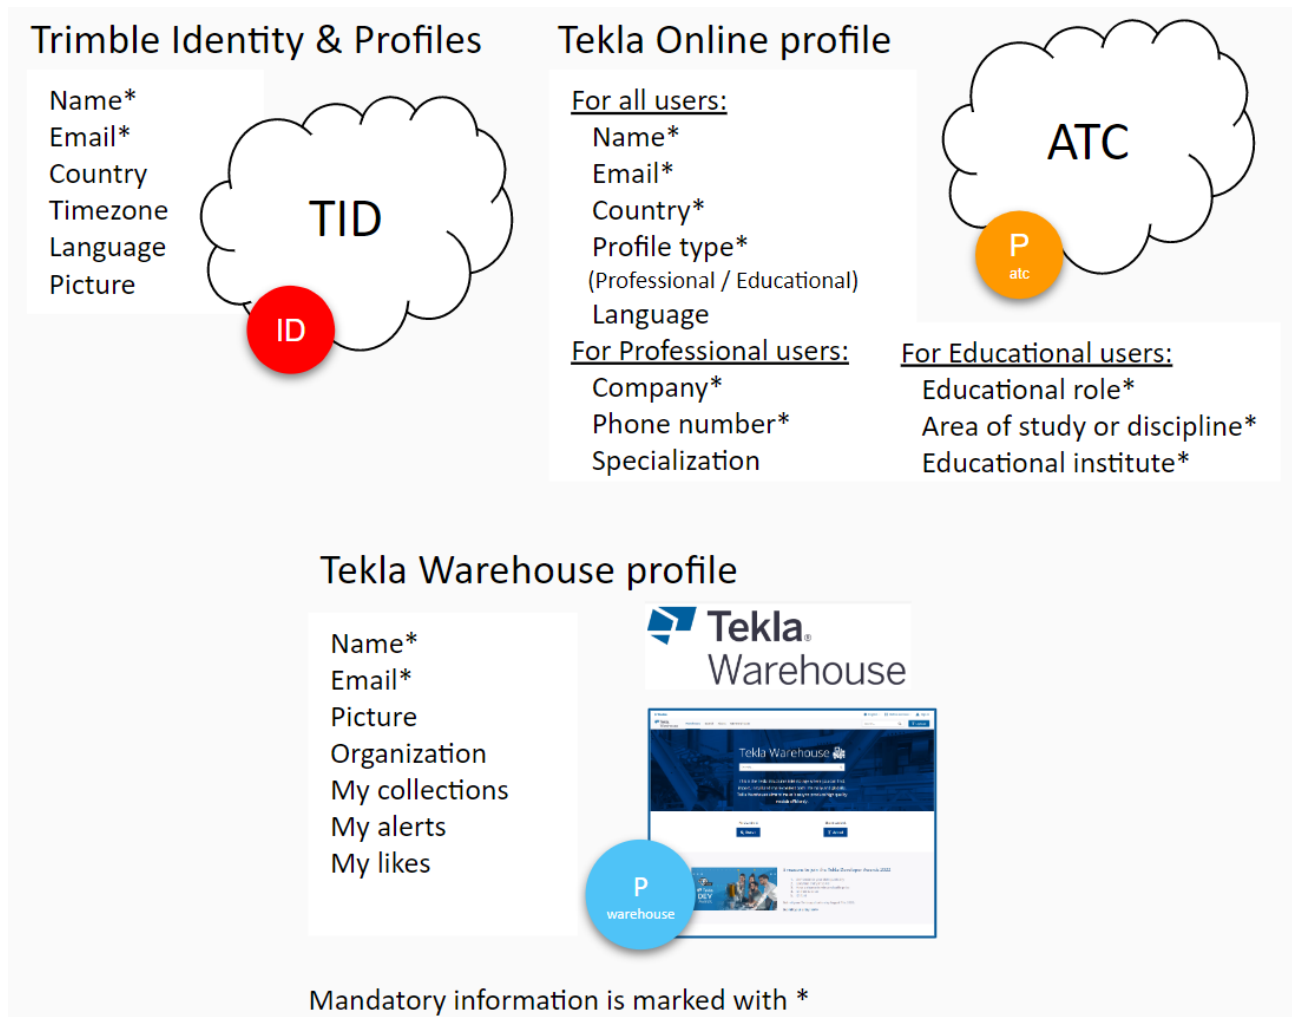 Trimble Identity & Profiles
Name*
Email*
Country
Timezone
Language
Picture
TID
ID
Tekla Online profile
For all users:
Name*
Email*
Country*
Profile type*
(Professional / Educational)
Language
For Professional users:
Company*
Phone number*
Specialization
ATC
P
atc
For Educational users:
Educational role*
Area of study or discipline*
Educational institute*
Tekla Warehouse profile
Name*
Email*
Picture
Organization
My collections
My alerts
My likes
Tekla®
Warehouse
Tekla Warehouse
P
warehouse
Mandatory information is marked with *